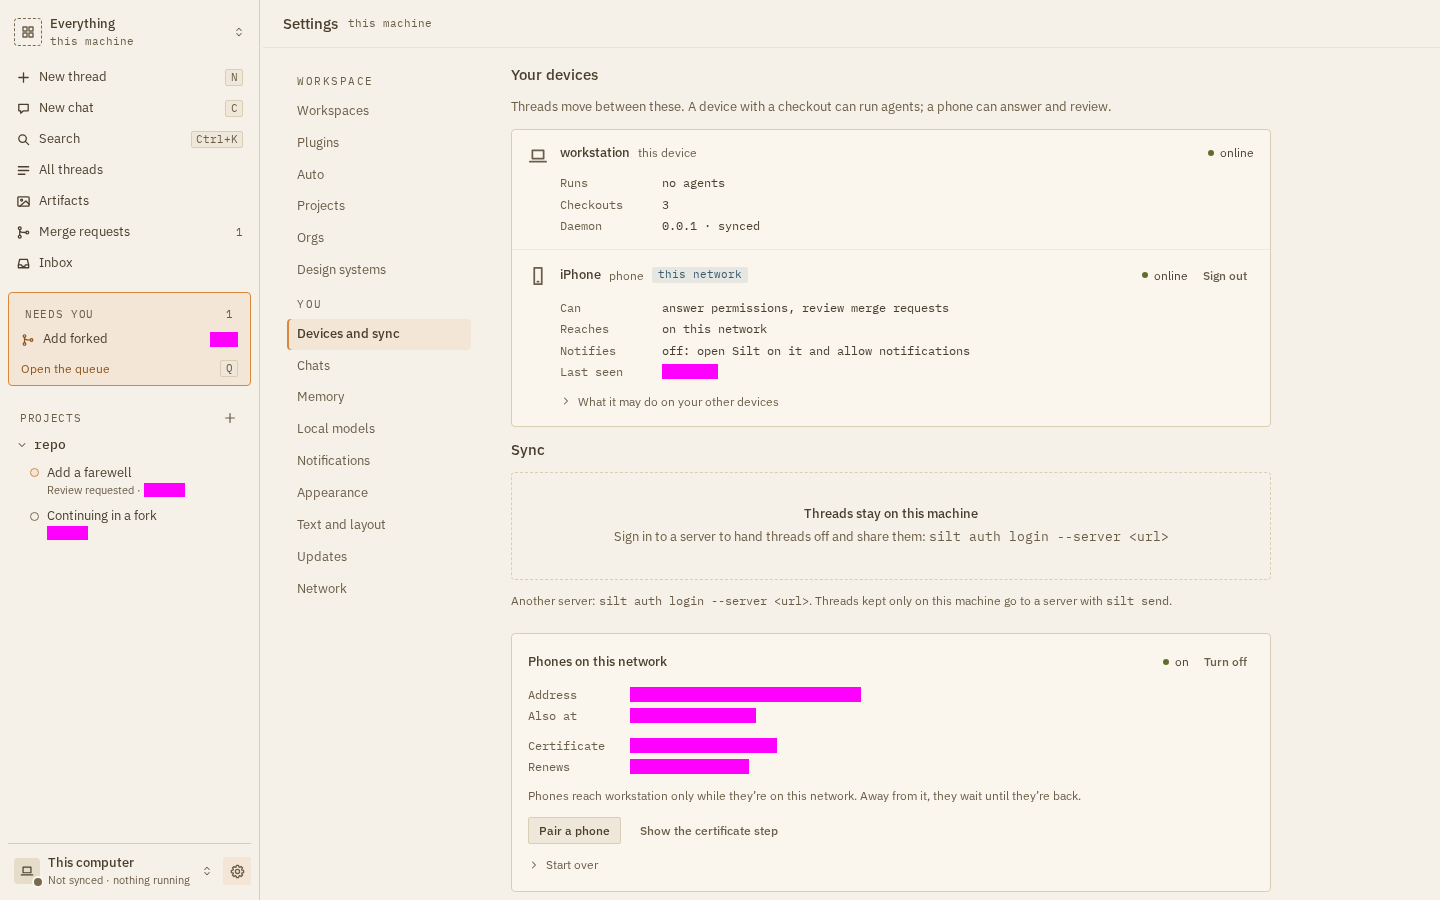 Everything
this machine
New thread N
New chat C
Search Ctrl+K
All threads
Artifacts
Merge requests 1
Inbox
NEEDS YOU 1
Add forked
Open the queue Q
PROJECTS
repo
Add a farewell
Review requested ·
Continuing in a fork
This computer
Not synced · nothing running
Settings this machine
WORKSPACE
Workspaces
Plugins
Auto
Projects
Orgs
Design systems
YOU
Devices and sync
Chats
Memory
Local models
Notifications
Appearance
Text and layout
Updates
Network
Your devices
Threads move between these. A device with a checkout can run agents; a phone can answer and review.
workstation this device online
Runs no agents
Checkouts 3
Daemon 0.0.1 · synced
iPhone phone this network online Sign out
Can answer permissions, review merge requests
Reaches on this network
Notifies off: open Silt on it and allow notifications
Last seen
What it may do on your other devices
Sync
Threads stay on this machine
Sign in to a server to hand threads off and share them: silt auth login --server <url>
Another server: silt auth login --server <url>. Threads kept only on this machine go to a server with silt send.
Phones on this network on Turn off
Address
Also at
Certificate
Renews
Phones reach workstation only while they’re on this network. Away from it, they wait until they’re back.
Pair a phone Show the certificate step
Start over